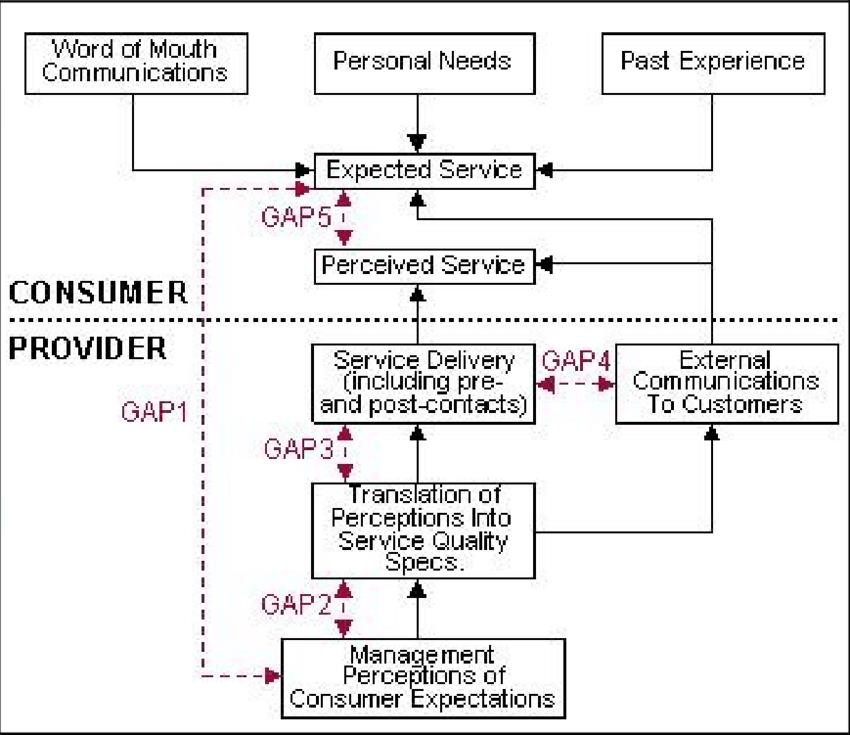 Word of Mouth
Communications
Personal Needs
Past Experience
Expected Service
GAP5
Perceived Service
CONSUMER
PROVIDER
Service Delivery
(including pre-
and post-contacts)
GAP4
External
Communications
To Customers
GAP1
GAP3
Translation of
Perceptions Into
Service Quality
Specs.
GAP2
Management
Perceptions of
Consumer Expectations